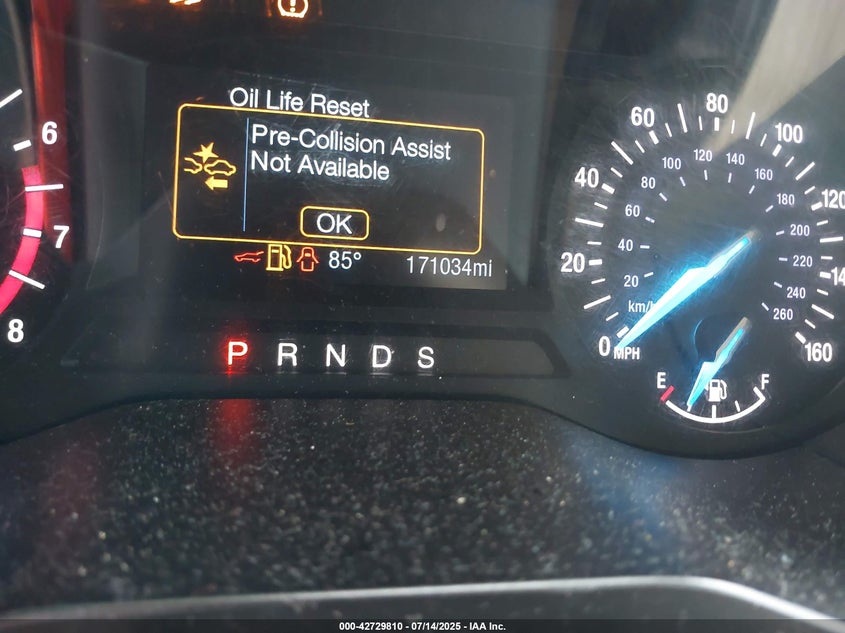 Oil Life Reset
Pre-Collision Assist
Not Available
OK
85° 171034mi
P R N D S
6
7
8
0 20 40 60 80 100 120 14 160
MPH
20 40 60 80 100 120 140 160 180 200 220 240 260
km/h
E F
000-42729810 - 07/14/2025 - IAA Inc.